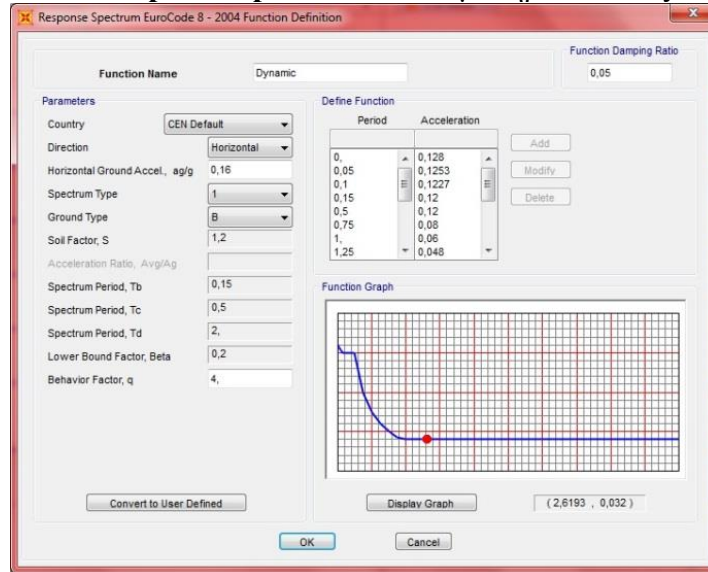 Response Spectrum EuroCode 8 - 2004 Function Definition
Function Damping Ratio
Function Name Dynamic 0,05
Parameters
Country CEN Default
Direction Horizontal
Horizontal Ground Accel., ag/g 0,16
Spectrum Type 1
Ground Type B
Soil Factor, S 1,2
Acceleration Ratio, Avg/Ag
Spectrum Period, Tb 0,15
Spectrum Period, Tc 0,5
Spectrum Period, Td 2,
Lower Bound Factor, Beta 0,2
Behavior Factor, q 4,
Convert to User Defined
Define Function
Period Acceleration
0, 0,128
0,05 0,1253
0,1 0,1227
0,15 0,12
0,5 0,12
0,75 0,08
1, 0,06
1,25 0,048
Add
Modify
Delete
Function Graph
Display Graph (2,6193 , 0,032 )
OK Cancel